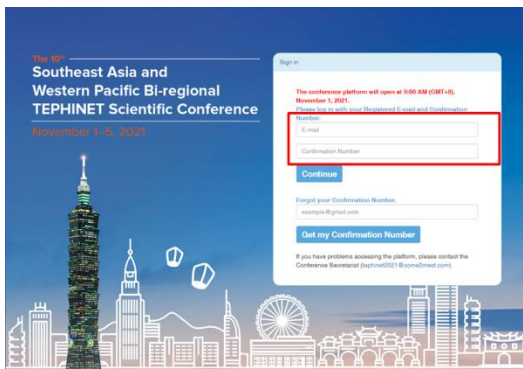 The 10th
Southeast Asia and
Western Pacific Bi-regional
TEPHINET Scientific Conference
November 1–5, 2021
Sign in
The conference platform will open at 9:00 AM (GMT+8),
November 1, 2021.
Please log in with your Registered E-mail and Confirmation
Number.
E-mail
Confirmation Number
Continue
Forgot your Confirmation Number.
example@gmail.com
Get my Confirmation Number
If you have problems accessing the platform, please contact the
Conference Secretariat (tephinet2021@come2meet.com).